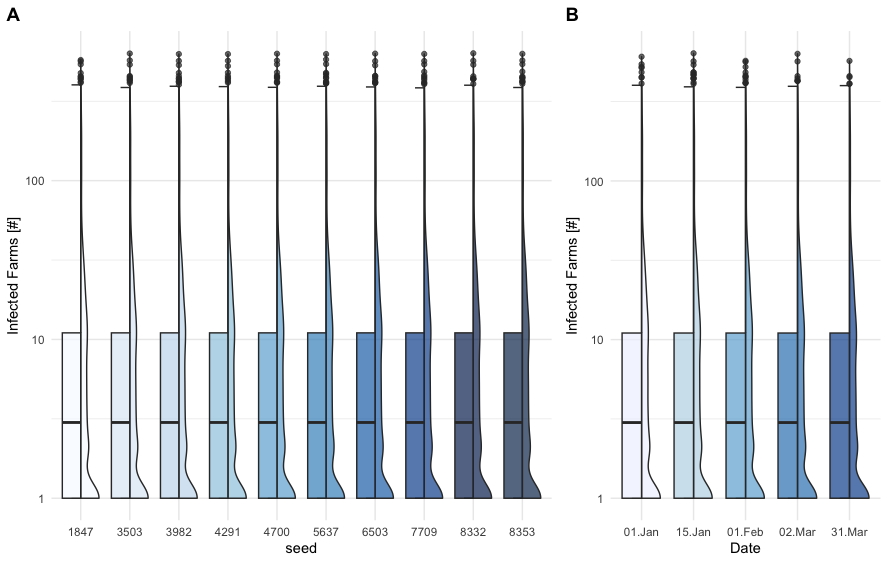 A
B
Infected Farms [#]
100
10
1
1847 3503 3982 4291 4700 5637 6503 7709 8332 8353
seed
Infected Farms [#]
100
10
1
01.Jan 15.Jan 01.Feb 02.Mar 31.Mar
Date